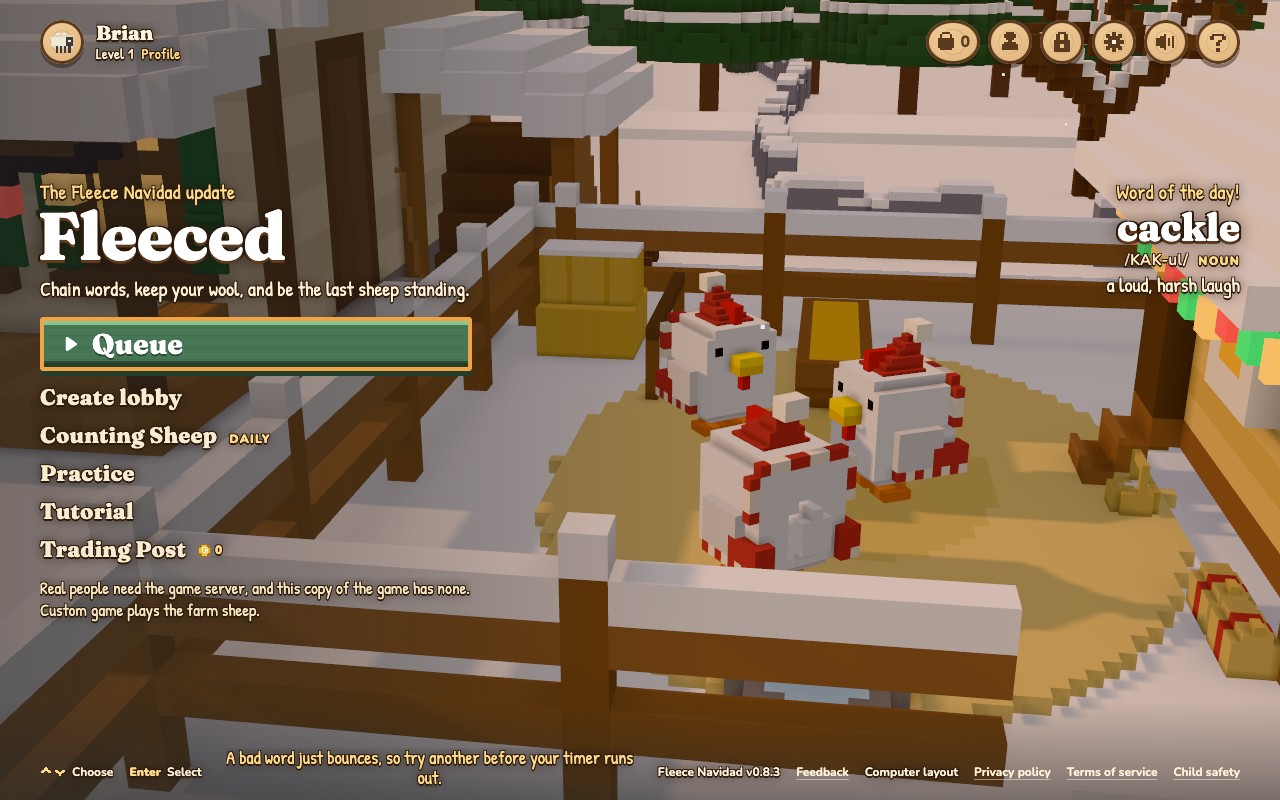 Brian
Level 1 Profile
0
?
The Fleece Navidad update
Fleeced
Chain words, keep your wool, and be the last sheep standing.
Queue
Create lobby
Counting Sheep DAILY
Practice
Tutorial
Trading Post 0
Real people need the game server, and this copy of the game has none.
Custom game plays the farm sheep.
Word of the day!
cackle
/KAK-ul/ NOUN
a loud, harsh laugh
Choose Enter Select
A bad word just bounces, so try another before your timer runs
out.
Fleece Navidad v0.8.3 Feedback Computer layout Privacy policy Terms of service Child safety